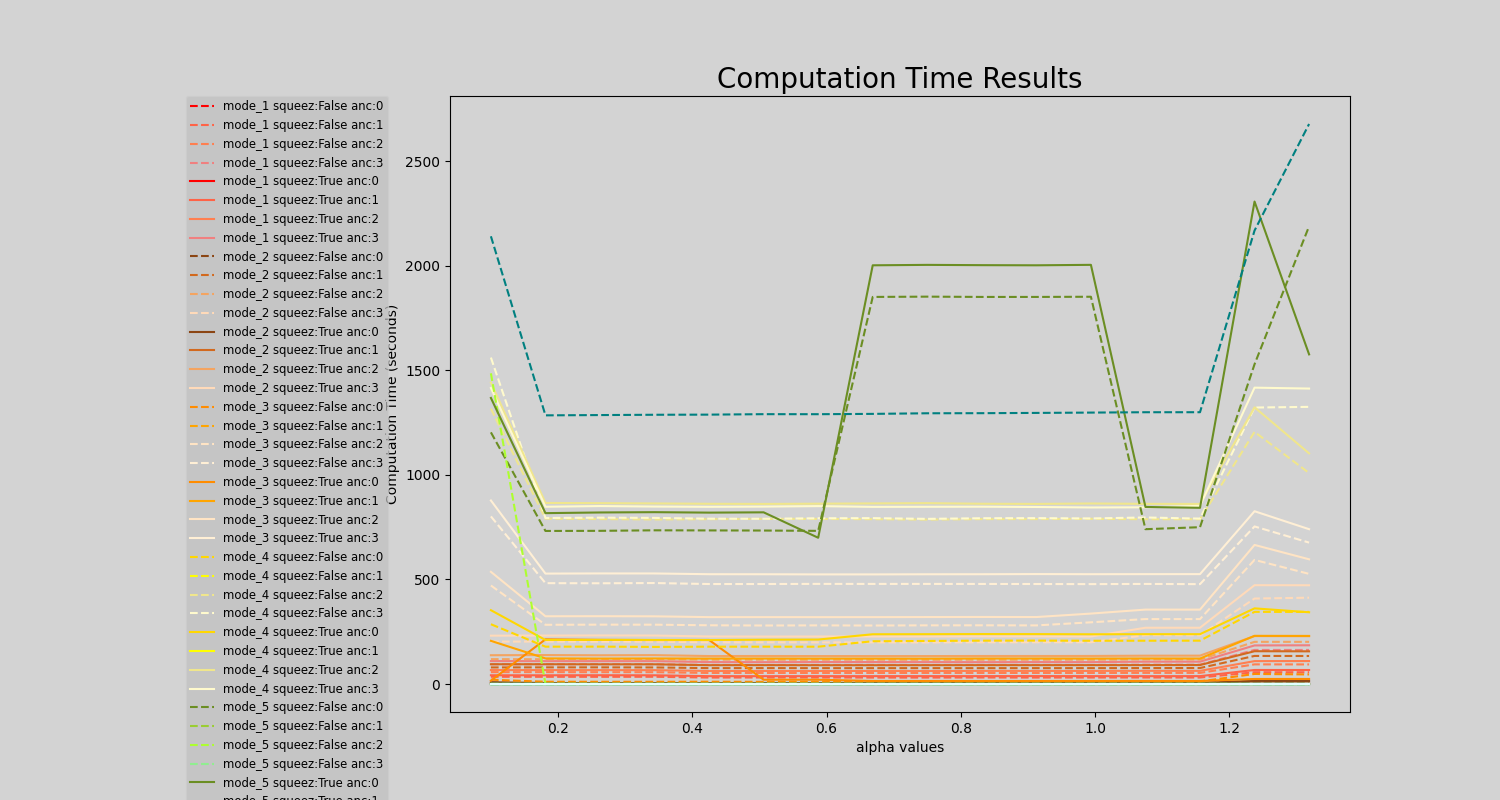 Computation Time Results
mode_1 squeez:False anc:0
mode_1 squeez:False anc:1
mode_1 squeez:False anc:2
mode_1 squeez:False anc:3
mode_1 squeez:True anc:0
mode_1 squeez:True anc:1
mode_1 squeez:True anc:2
mode_1 squeez:True anc:3
mode_2 squeez:False anc:0
mode_2 squeez:False anc:1
mode_2 squeez:False anc:2
mode_2 squeez:False anc:3
mode_2 squeez:True anc:0
mode_2 squeez:True anc:1
mode_2 squeez:True anc:2
mode_2 squeez:True anc:3
mode_3 squeez:False anc:0
mode_3 squeez:False anc:1
mode_3 squeez:False anc:2
mode_3 squeez:False anc:3
mode_3 squeez:True anc:0
mode_3 squeez:True anc:1
mode_3 squeez:True anc:2
mode_3 squeez:True anc:3
mode_4 squeez:False anc:0
mode_4 squeez:False anc:1
mode_4 squeez:False anc:2
mode_4 squeez:False anc:3
mode_4 squeez:True anc:0
mode_4 squeez:True anc:1
mode_4 squeez:True anc:2
mode_4 squeez:True anc:3
mode_5 squeez:False anc:0
mode_5 squeez:False anc:1
mode_5 squeez:False anc:2
mode_5 squeez:False anc:3
mode_5 squeez:True anc:0
mode_5 squeez:True anc:1
Computation Time (seconds)
2500
2000
1500
1000
500
0
0.2
0.4
0.6
0.8
1.0
1.2
alpha values